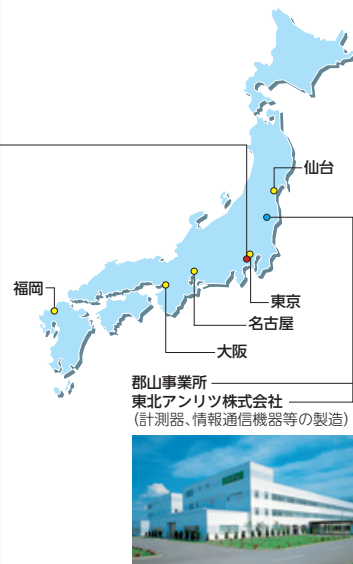 仙台
福岡
東京
名古屋
大阪
郡山事業所
東北アンリツ株式会社
(計測器、情報通信機器等の製造)